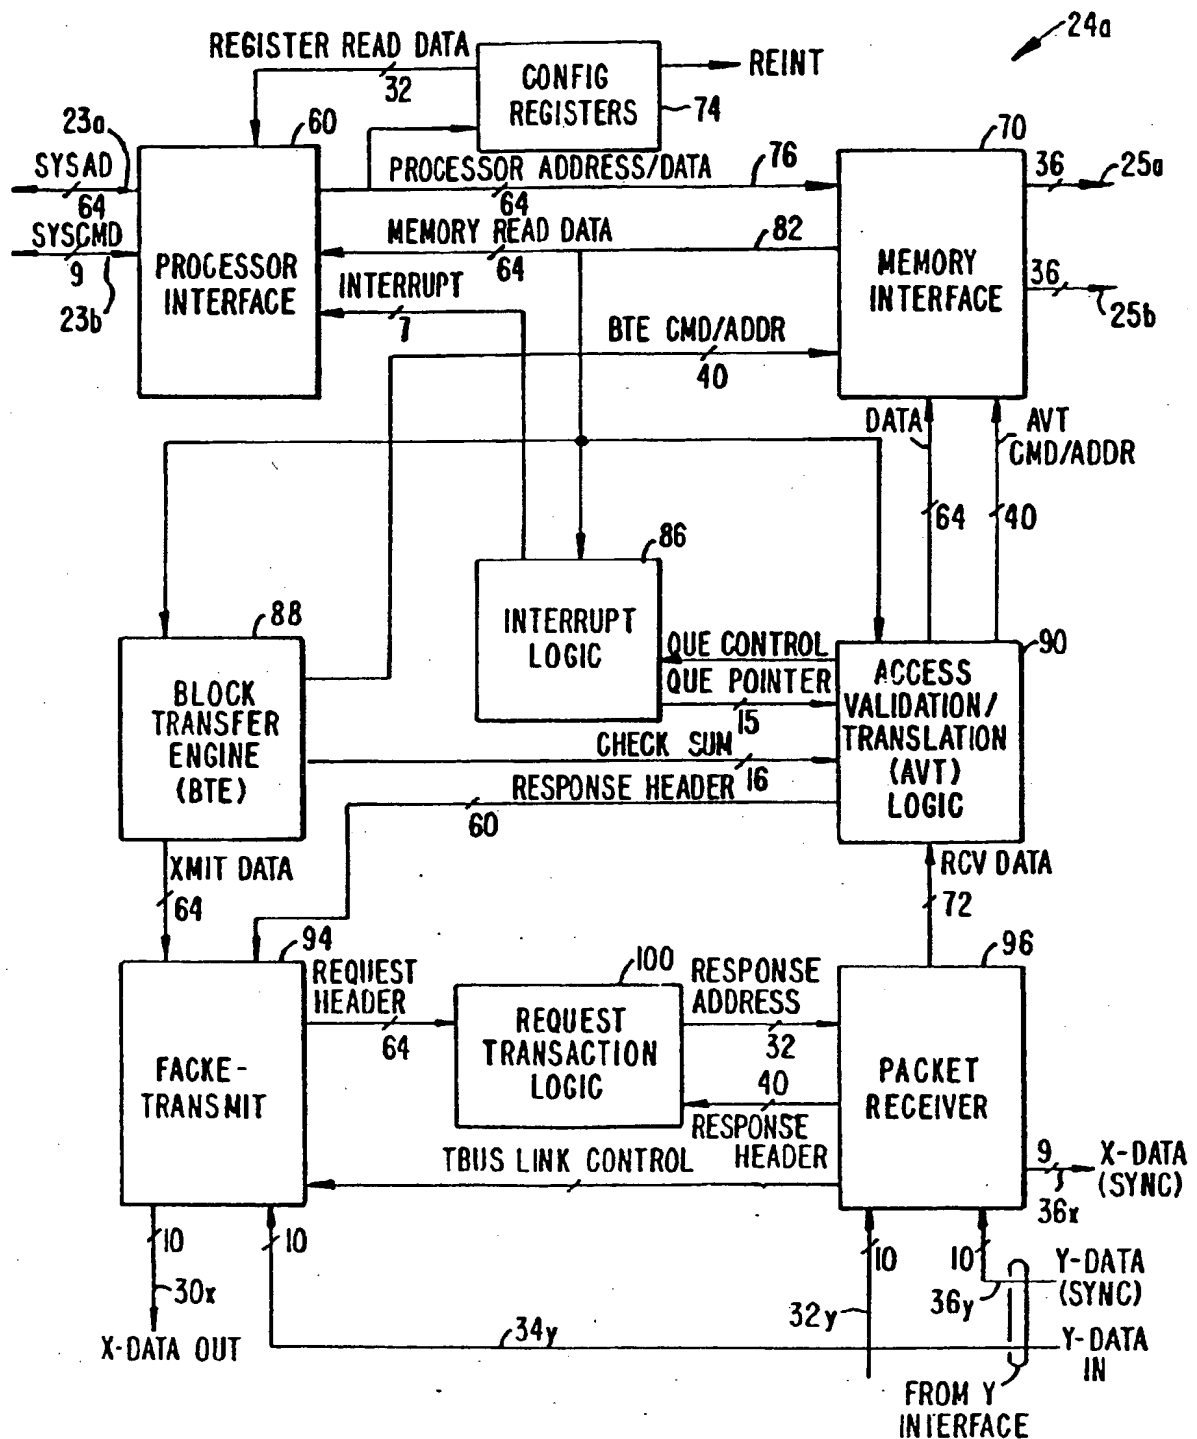 24a
REGISTER READ DATA
32
CONFIG
REGISTERS
74
REINT
23a
60
SYSAD
64
SYSCMD
9
23b
PROCESSOR
INTERFACE
PROCESSOR ADDRESS/DATA
76
64
MEMORY READ DATA
82
64
INTERRUPT
7
BTE CMD/ADDR
40
70
MEMORY
INTERFACE
36
25a
36
25b
DATA
AVT
CMD/ADDR
64
40
86
INTERRUPT
LOGIC
88
BLOCK
TRANSFER
ENGINE
(BTE)
QUE CONTROL
QUE POINTER
15
CHECK SUM
16
RESPONSE HEADER
60
90
ACCESS
VALIDATION/
TRANSLATION
(AVT)
LOGIC
XMIT DATA
64
RCV DATA
72
94
FACKE-
TRANSMIT
REQUEST
HEADER
64
100
REQUEST
TRANSACTION
LOGIC
RESPONSE
ADDRESS
32
40
RESPONSE
HEADER
TBUS LINK CONTROL
96
PACKET
RECEIVER
9
X-DATA
(SYNC)
36x
10
10
10
10
30x
X-DATA OUT
34y
32y
36y
Y-DATA
(SYNC)
Y-DATA
IN
FROM Y
INTERFACE